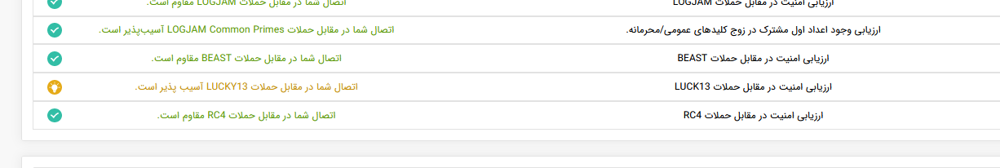 ارزیابی امنیت در مقابل حملات LOGJAM اتصال شما در مقابل حملات LOGJAM مقاوم است.
ارزیابی وجود اعداد اول مشترک در زوج کلیدهای عمومی/محرمانه. اتصال شما در مقابل حملات LOGJAM Common Primes آسیب‌پذیر است.
ارزیابی امنیت در مقابل حملات BEAST اتصال شما در مقابل حملات BEAST مقاوم است.
ارزیابی امنیت در مقابل حملات LUCK13 اتصال شما در مقابل حملات LUCKY13 آسیب پذیر است.
ارزیابی امنیت در مقابل حملات RC4 اتصال شما در مقابل حملات RC4 مقاوم است.